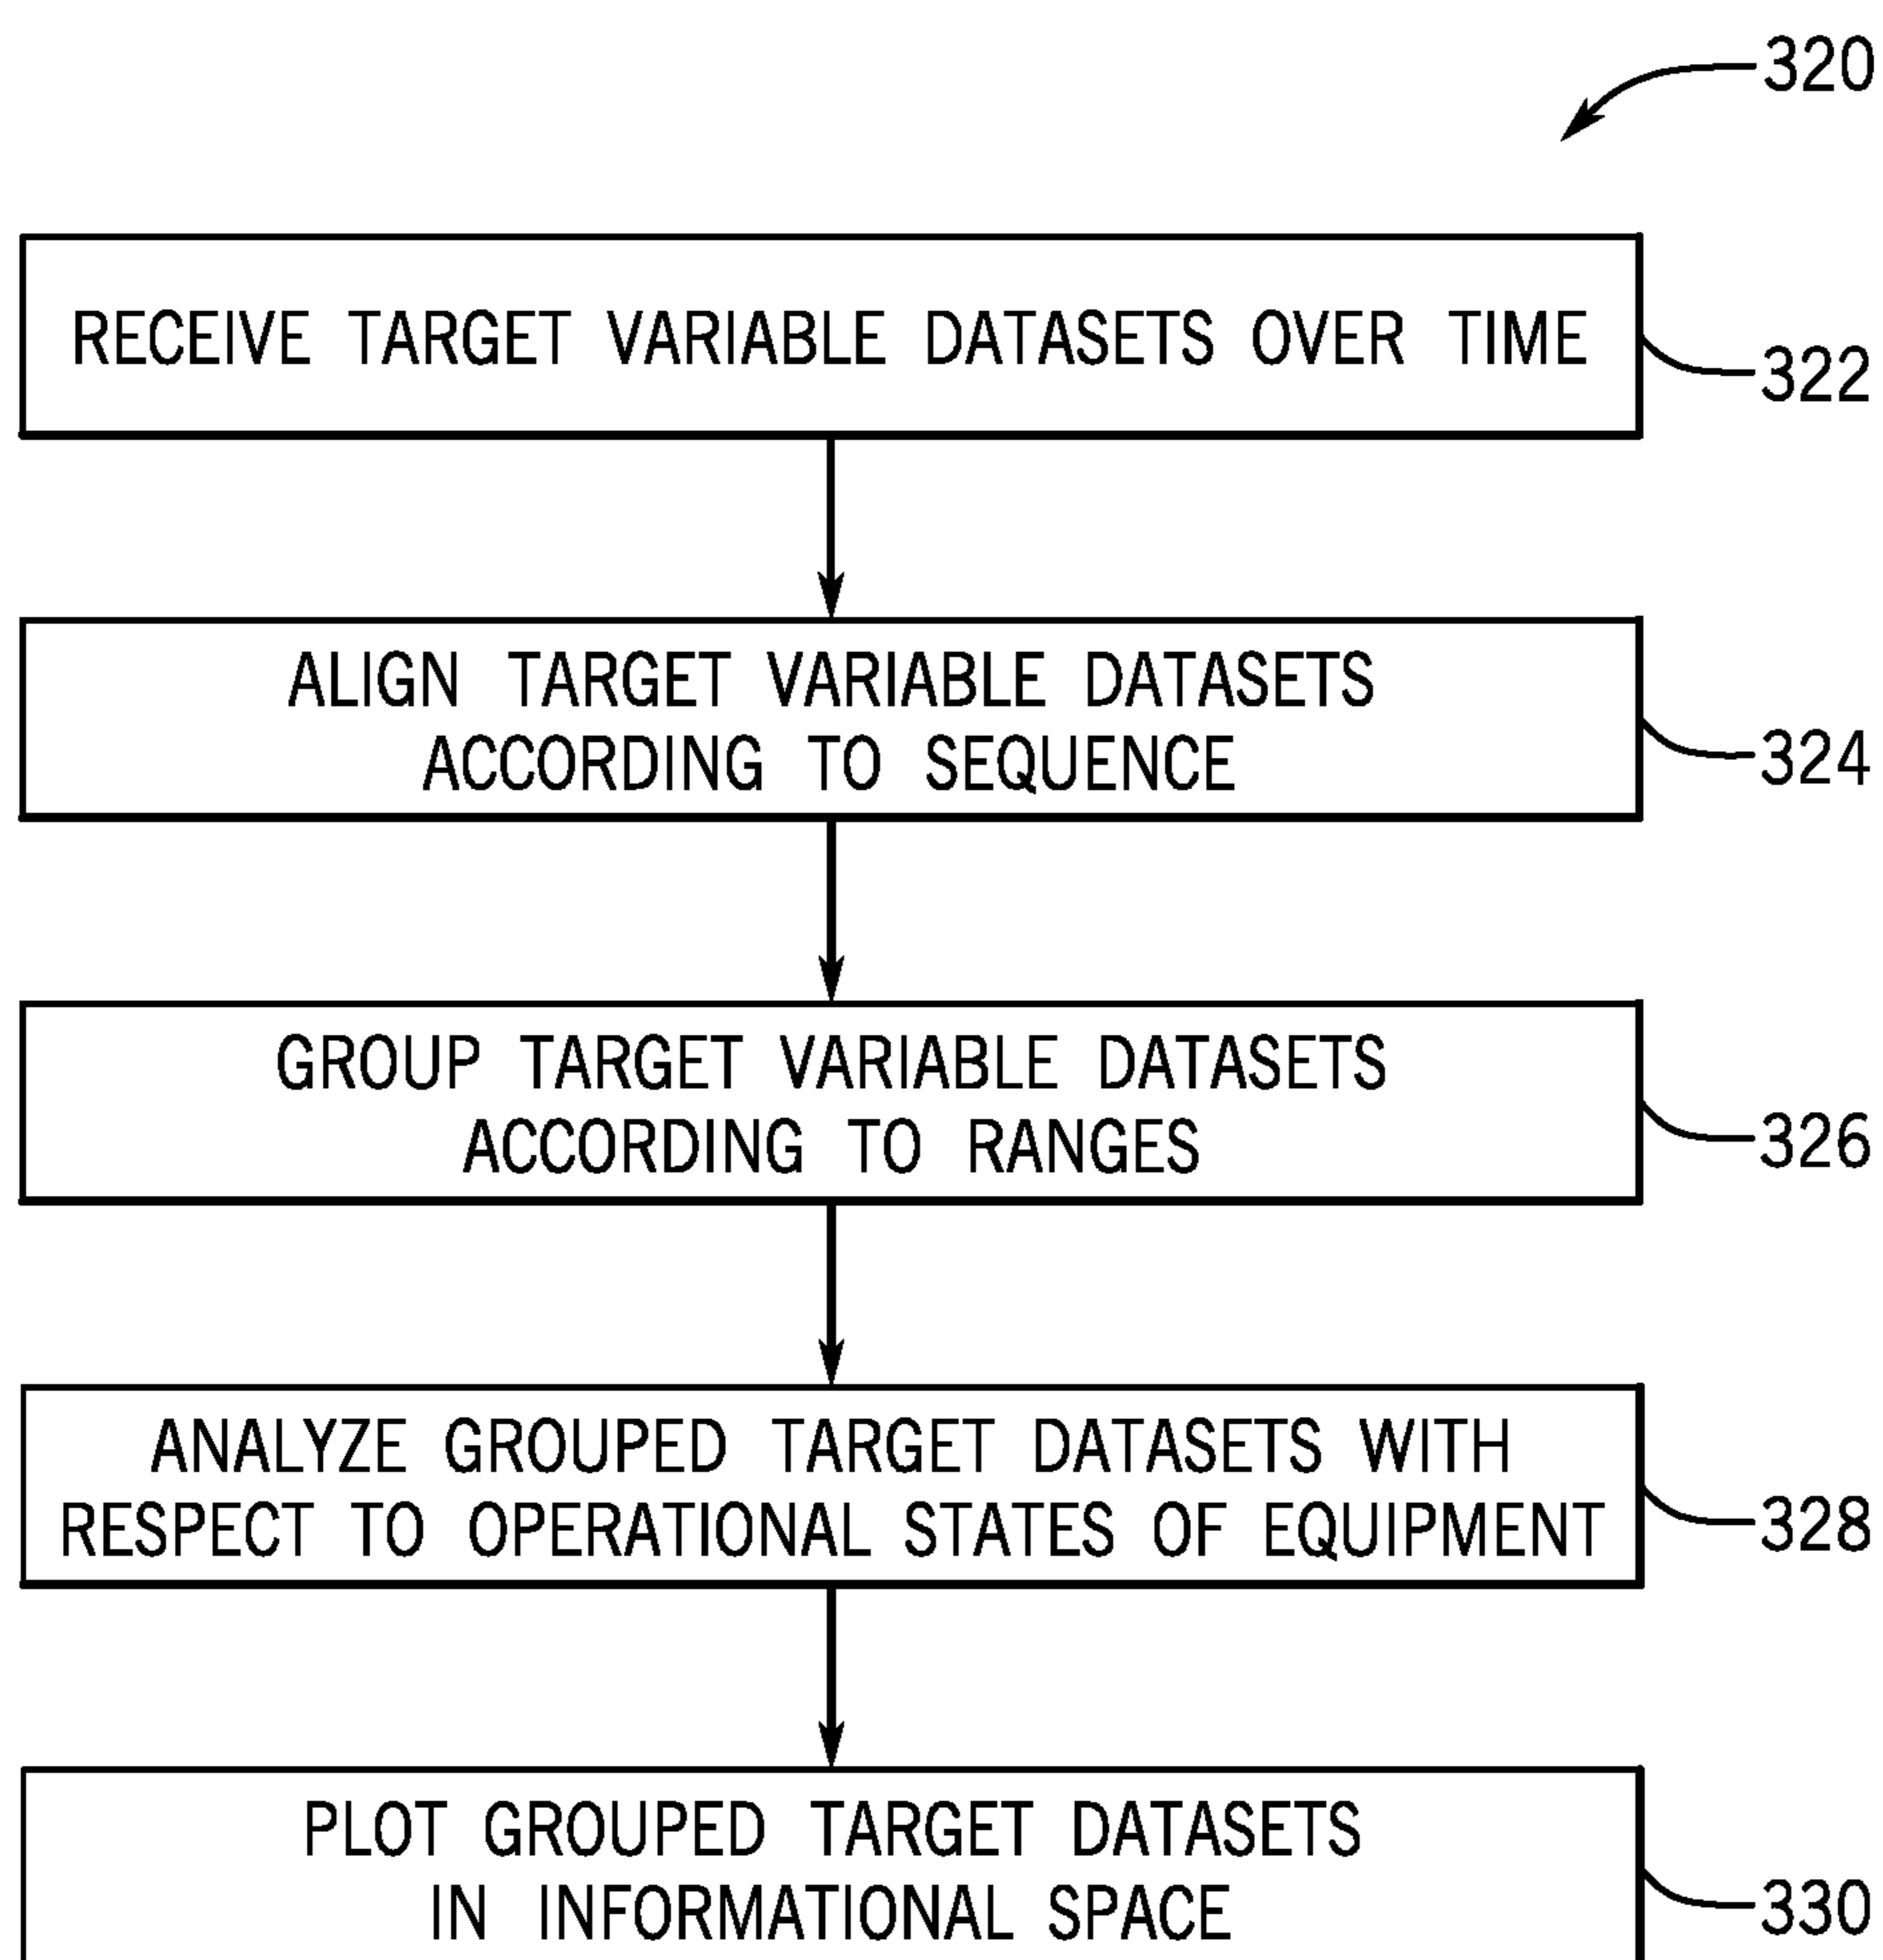 320
RECEIVE TARGET VARIABLE DATASETS OVER TIME
322
ALIGN TARGET VARIABLE DATASETS
ACCORDING TO SEQUENCE
324
GROUP TARGET VARIABLE DATASETS
ACCORDING TO RANGES
326
ANALYZE GROUPED TARGET DATASETS WITH
RESPECT TO OPERATIONAL STATES OF EQUIPMENT
328
PLOT GROUPED TARGET DATASETS
IN INFORMATIONAL SPACE
330